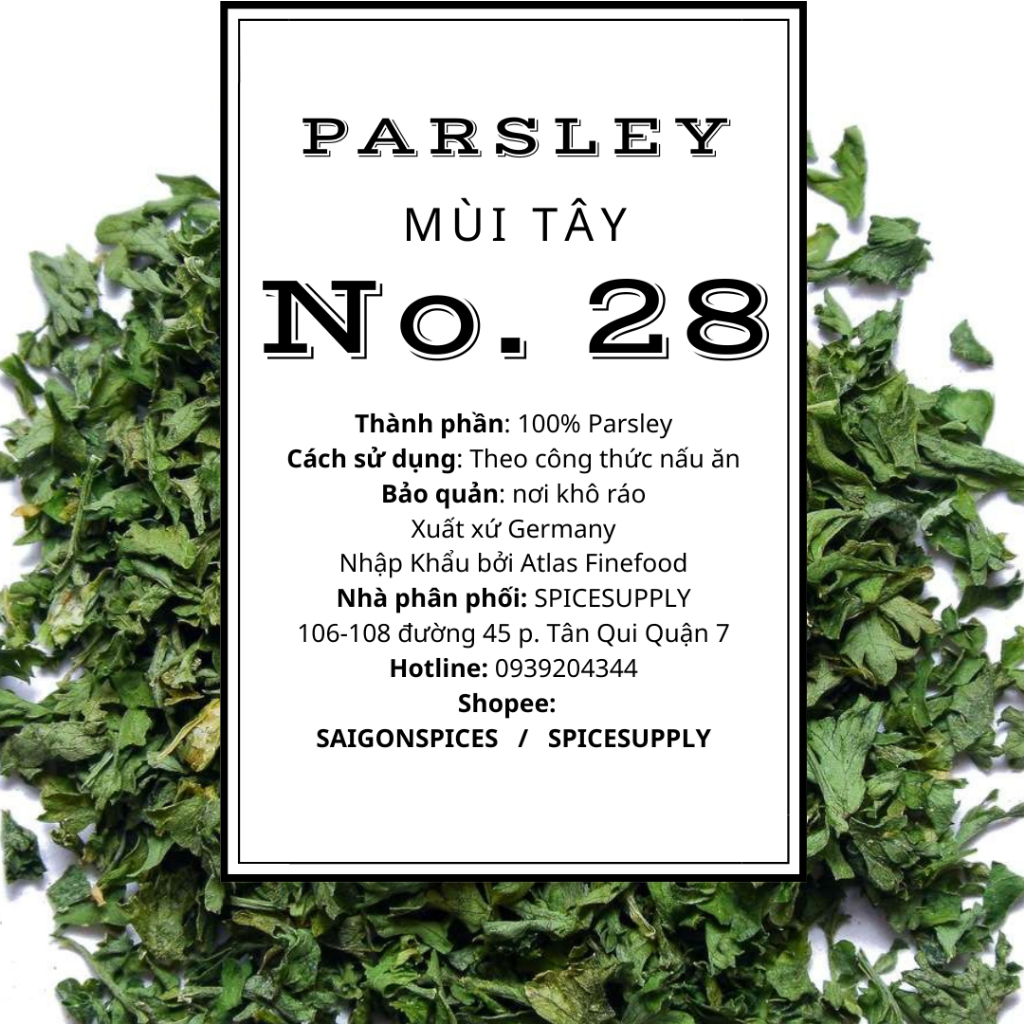 PARSLEY
MÙI TÂY
No. 28
Thành phần: 100% Parsley
Cách sử dụng: Theo công thức nấu ăn
Bảo quản: nơi khô ráo
Xuất xứ Germany
Nhập Khẩu bởi Atlas Finefood
Nhà phân phối: SPICESUPPLY
106-108 đường 45 p. Tân Qui Quận 7
Hotline: 0939204344
Shopee:
SAIGONSPICES / SPICESUPPLY